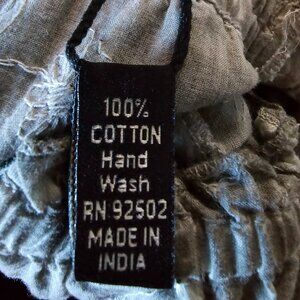 100%
COTTON
Hand
Wash
RN 92502
MADE IN
INDIA